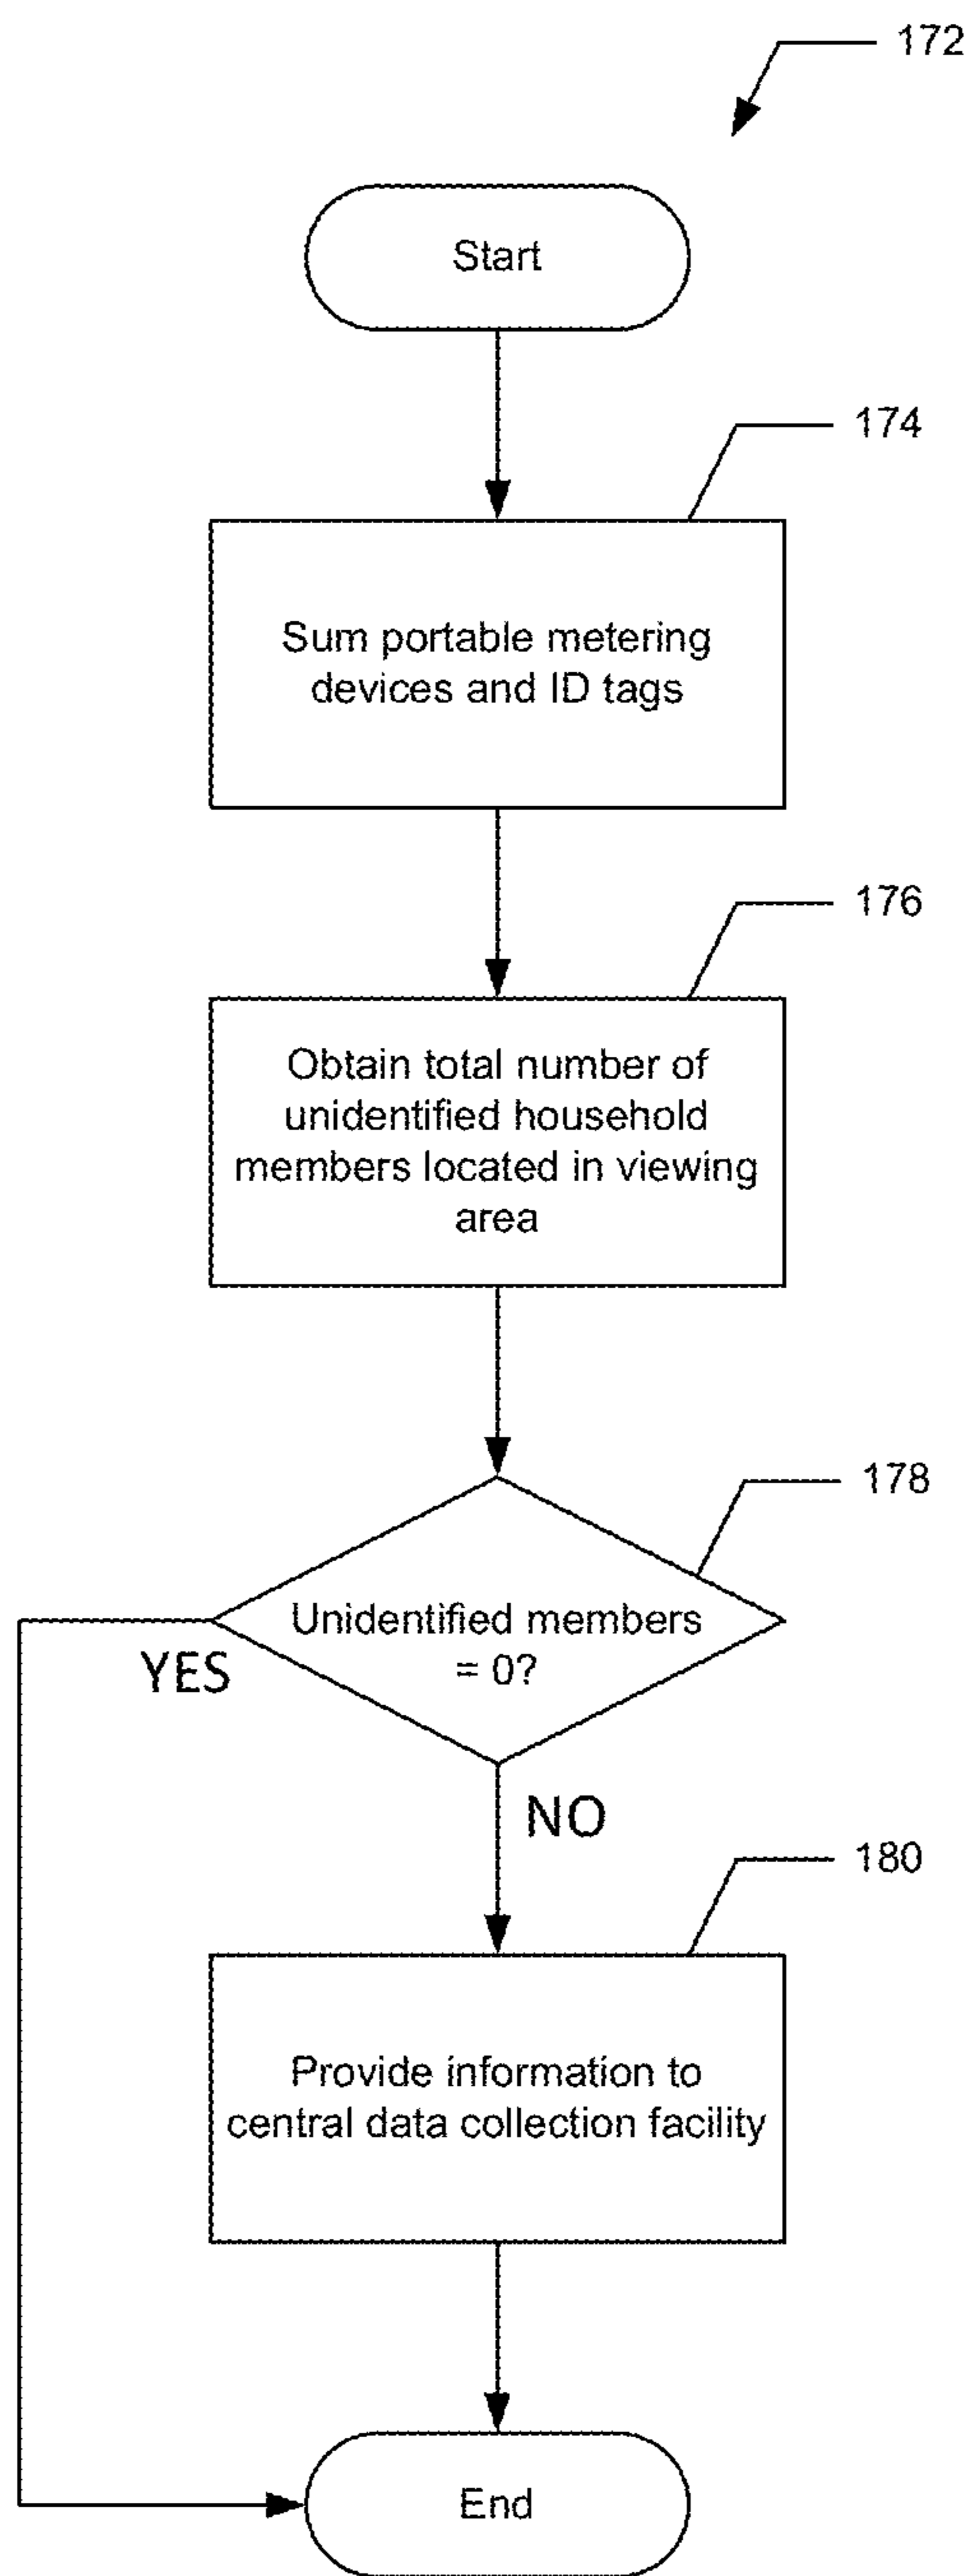 172
Start
174
Sum portable metering
devices and ID tags
176
Obtain total number of
unidentified household
members located in viewing
area
178
Unidentified members
= 0?
YES
NO
180
Provide information to
central data collection facility
End